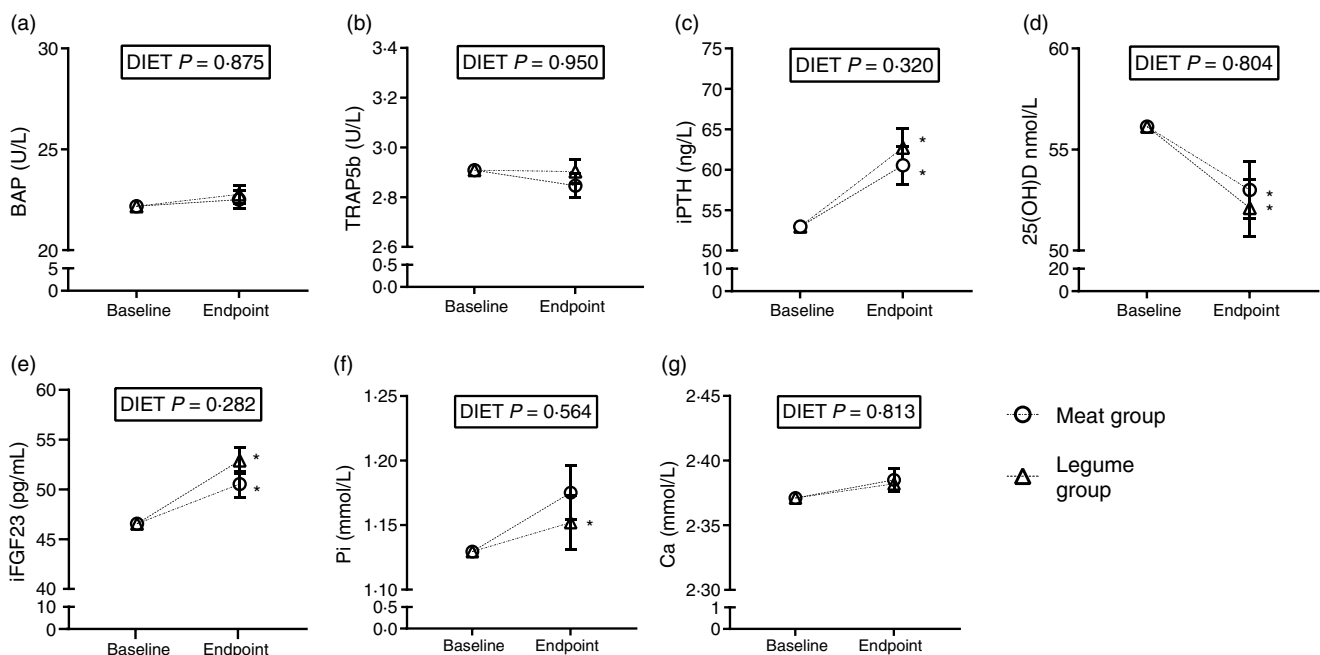 (a)
DIET P = 0·875
BAP (U/L)
30
25
20
5
0
Baseline Endpoint
(b)
DIET P = 0·950
TRAP5b (U/L)
3·4
3·2
3·0
2·8
2·6
0·5
0·0
Baseline Endpoint
(c)
DIET P = 0·320
iPTH (ng/L)
75
70
65
60
55
50
10
0
*
*
Baseline Endpoint
(d)
DIET P = 0·804
25(OH)D nmol/L
60
55
50
20
0
*
*
Baseline Endpoint
(e)
DIET P = 0·282
iFGF23 (pg/mL)
60
55
50
45
40
10
0
*
*
Baseline Endpoint
(f)
DIET P = 0·564
Pi (mmol/L)
1·25
1·20
1·15
1·10
0·5
0·0
*
Baseline Endpoint
(g)
DIET P = 0·813
Ca (mmol/L)
2·45
2·40
2·35
2·30
1
0
Baseline Endpoint
Meat group
Legume
group